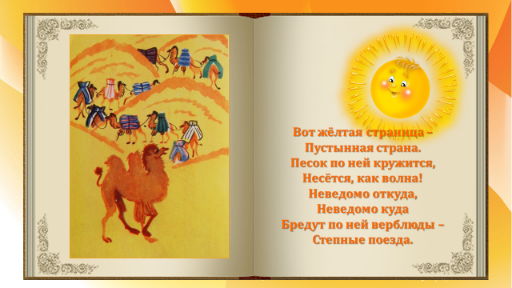 Вот жёлтая страница –
Пустынная страна.
Песок по ней кружится,
Несётся, как волна!
Неведомо откуда,
Неведомо куда
Бредут по ней верблюды –
Степные поезда.